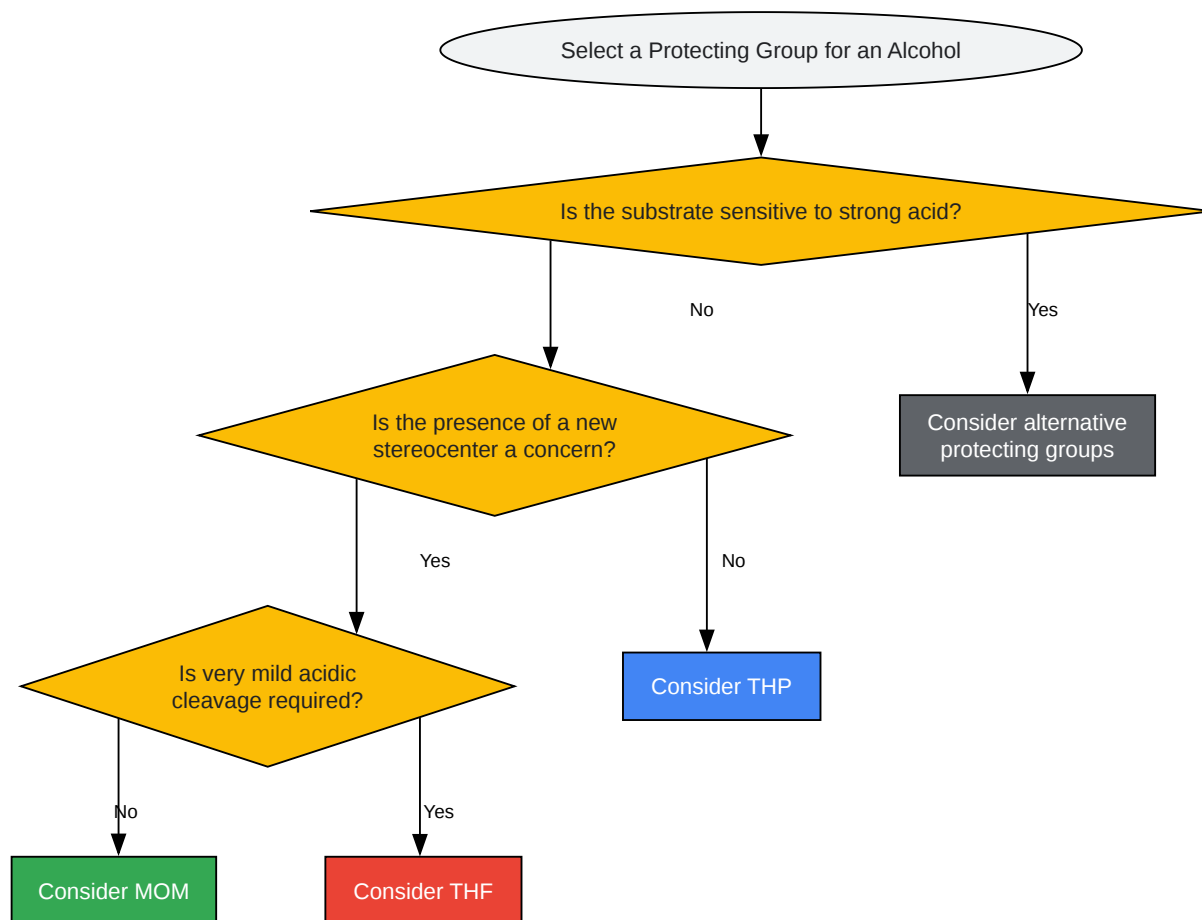 Select a Protecting Group for an Alcohol
Is the substrate sensitive to strong acid?
No
Yes
Is the presence of a new
stereocenter a concern?
Consider alternative
protecting groups
Yes
No
Is very mild acidic
cleavage required?
Consider THP
No
Yes
Consider MOM
Consider THF